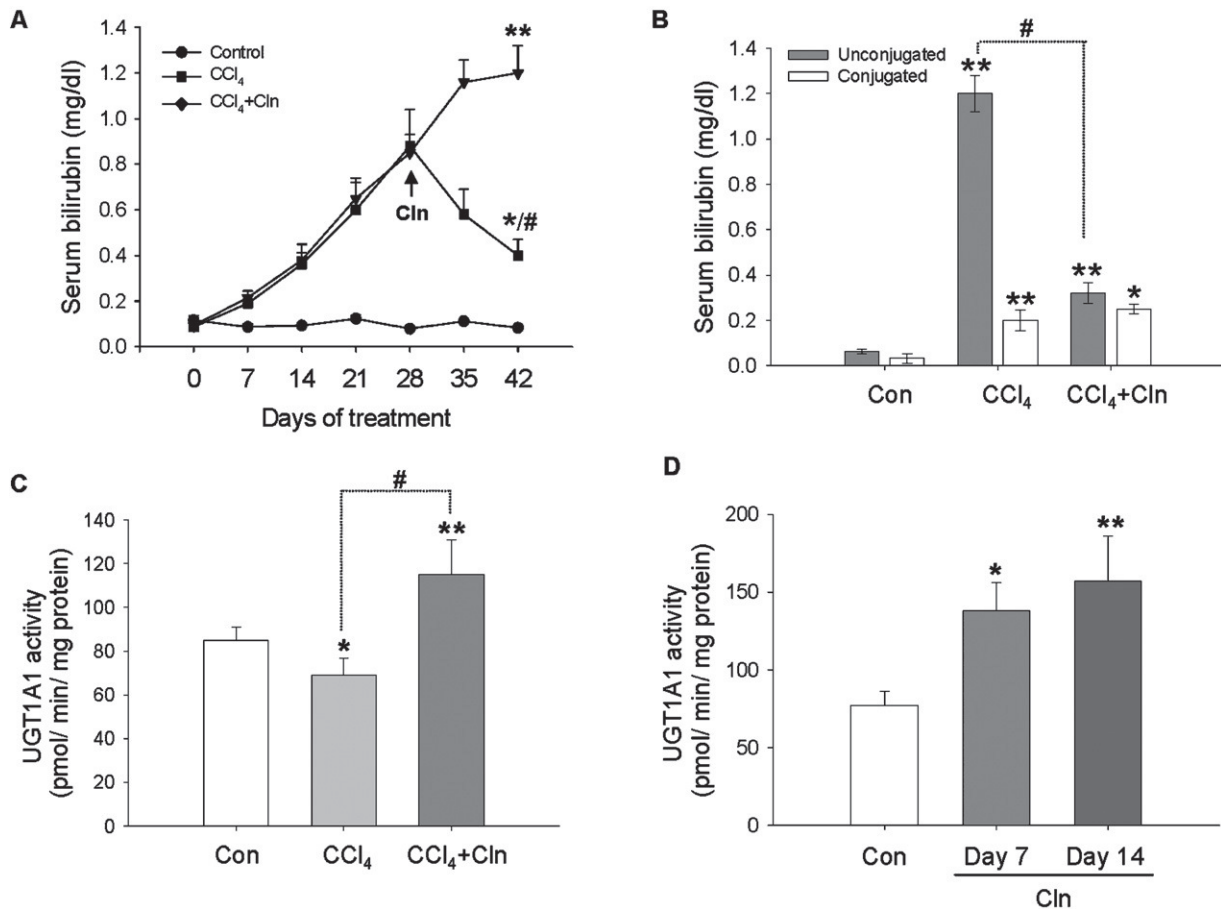 A
Serum bilirubin (mg/dl)
1.4
1.2
1.0
0.8
0.6
0.4
0.2
0.0
Control
CCl₄
CCl₄+Cln
**
Cln
*/#
0 7 14 21 28 35 42
Days of treatment
B
Serum bilirubin (mg/dl)
1.4
1.2
1.0
0.8
0.6
0.4
0.2
0.0
Unconjugated
Conjugated
#
**
**
**
*
Con CCl₄ CCl₄+Cln
C
UGT1A1 activity
(pmol/ min/ mg protein)
140
120
100
80
60
40
20
0
#
*
**
Con CCl₄ CCl₄+Cln
D
UGT1A1 activity
(pmol/ min/ mg protein)
200
150
100
50
0
*
**
Con Day 7 Day 14
Cln